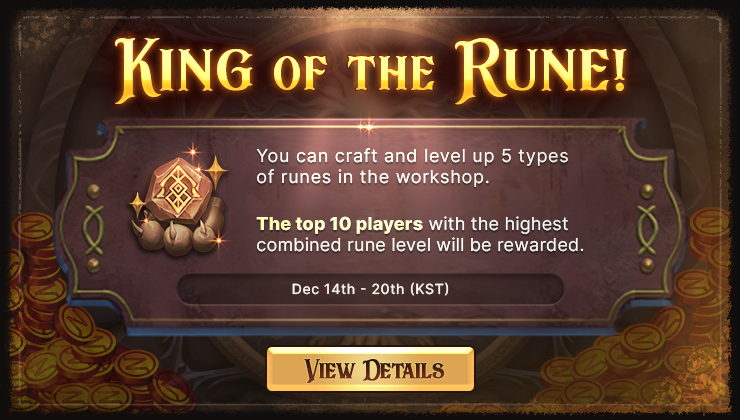 King of the Rune!
You can craft and level up 5 types
of runes in the workshop.
The top 10 players with the highest
combined rune level will be rewarded.
Dec 14th - 20th (KST)
View Details